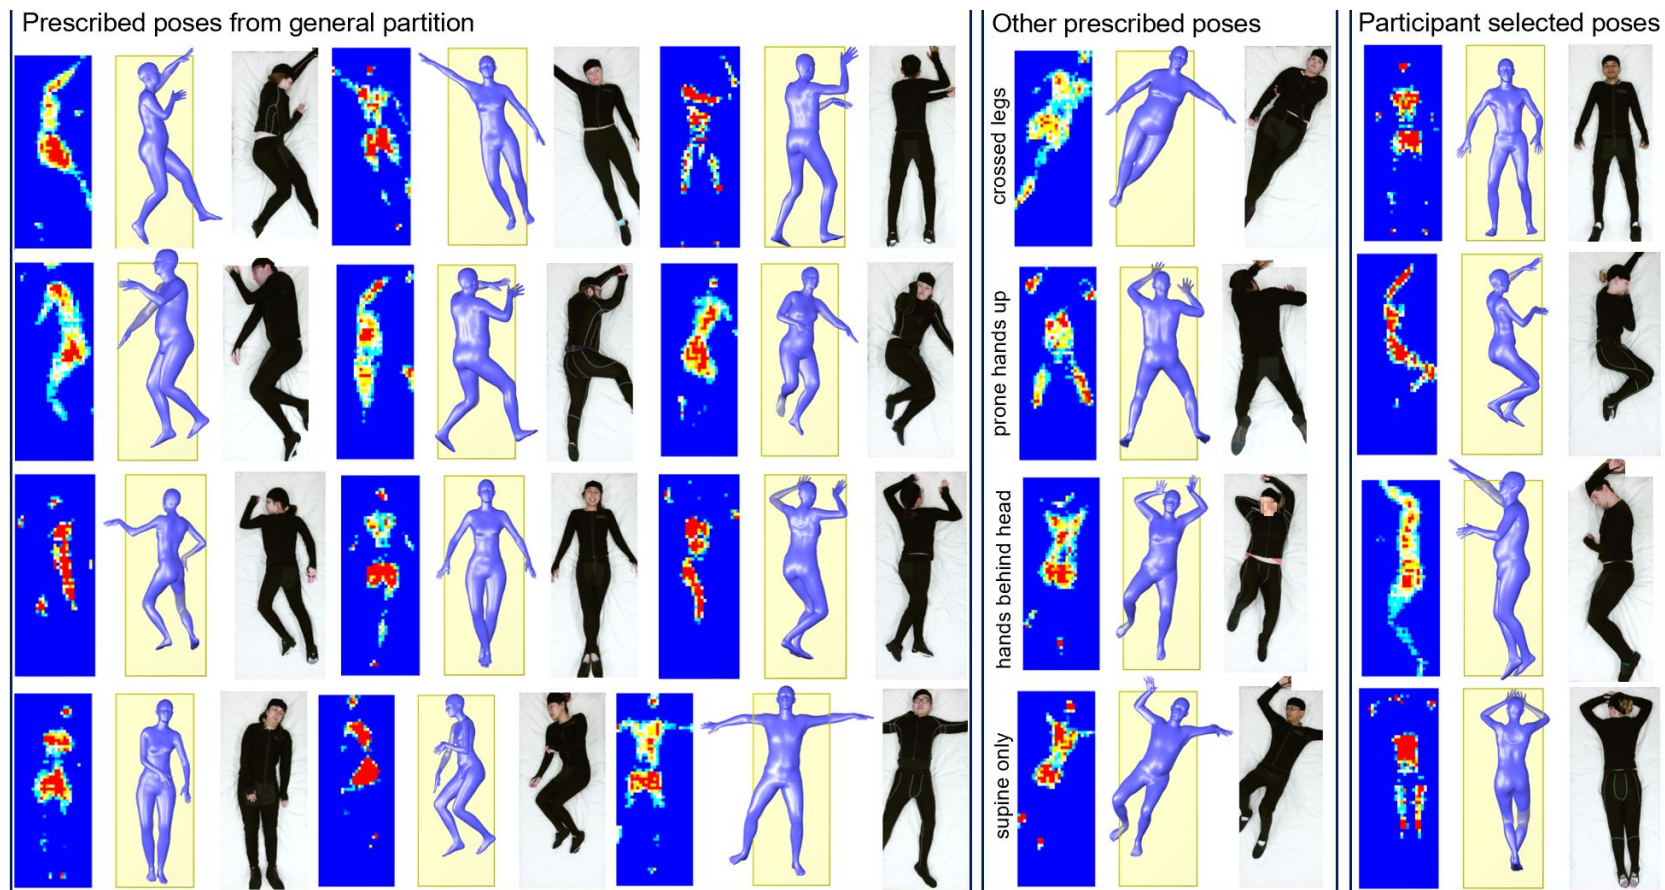 Prescribed poses from general partition
Other prescribed poses
Participant selected poses
crossed legs
prone hands up
hands behind head
supine only